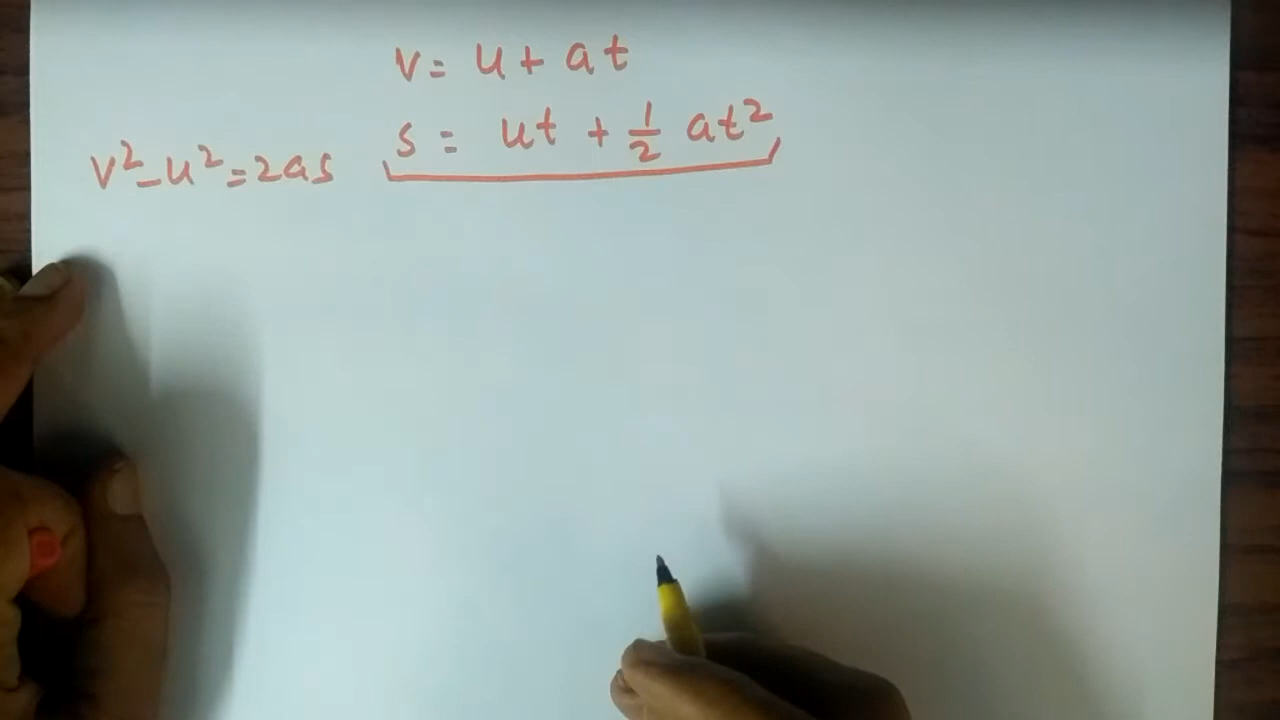 v = u + at
s = ut + 1/2 at²
v² - u² = 2as